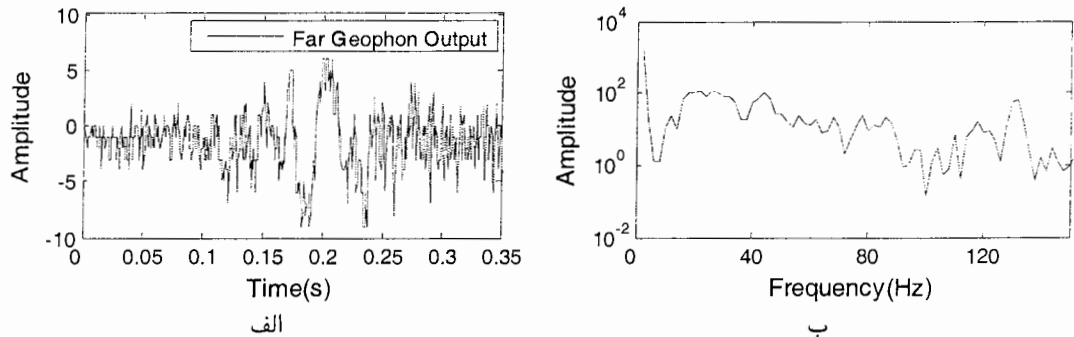 10
5
0
-5
-10
Amplitude
Far Geophon Output
0 0.05 0.1 0.15 0.2 0.25 0.3 0.35
Time(s)
الف
10^4
10^2
10^0
10^-2
Amplitude
0 40 80 120
Frequency(Hz)
ب